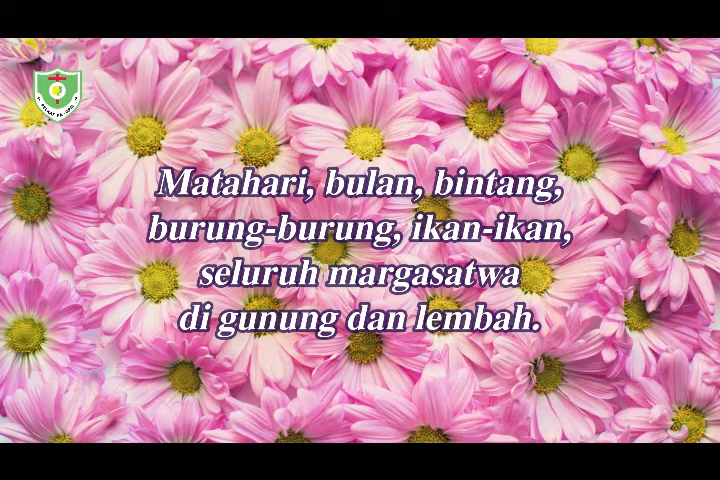 Matahari, bulan, bintang,
burung-burung, ikan-ikan,
seluruh margasatwa
di gunung dan lembah.